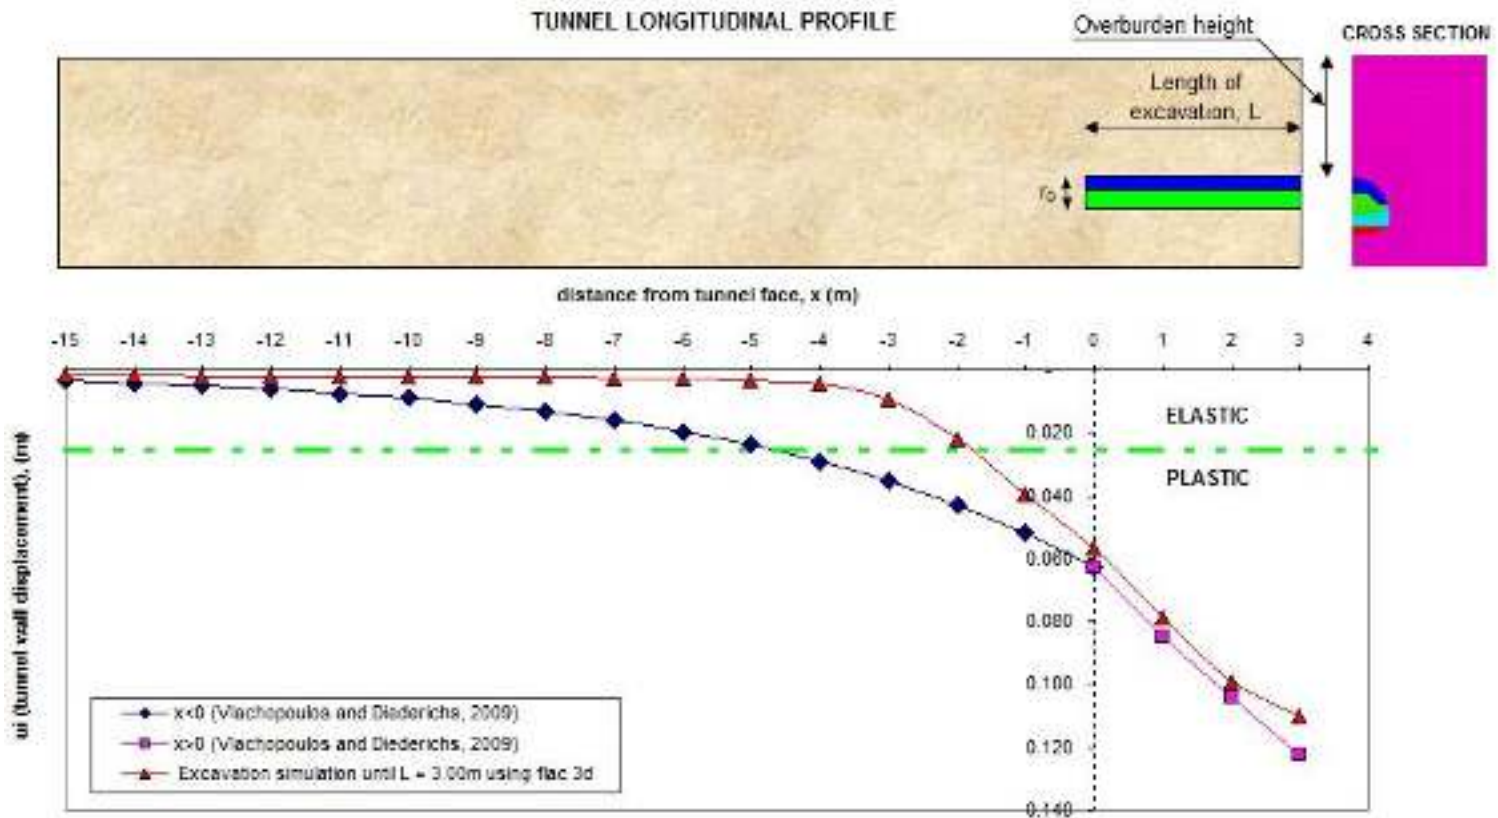 TUNNEL LONGITUDINAL PROFILE
Overburden height
CROSS SECTION
Length of
excavation, L
r₀
distance from tunnel face, x (m)
-15 -14 -13 -12 -11 -10 -9 -8 -7 -6 -5 -4 -3 -2 -1 0 1 2 3 4
-
ELASTIC
0.020
PLASTIC
0.040
0.060
0.080
0.100
0.120
0.140
ui (tunnel wall displacement), (m)
x<0 (Vlachopoulos and Diederichs, 2009)
x>0 (Vlachopoulos and Diederichs, 2009)
Excavation simulation until L = 3.00m using flac 3d